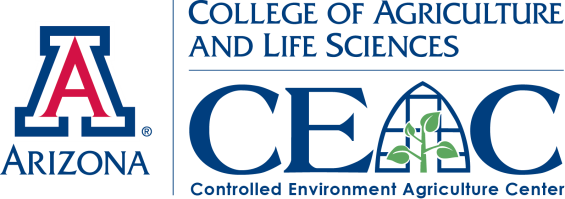 A®
ARIZONA
COLLEGE OF AGRICULTURE
AND LIFE SCIENCES
CEAC
Controlled Environment Agriculture Center